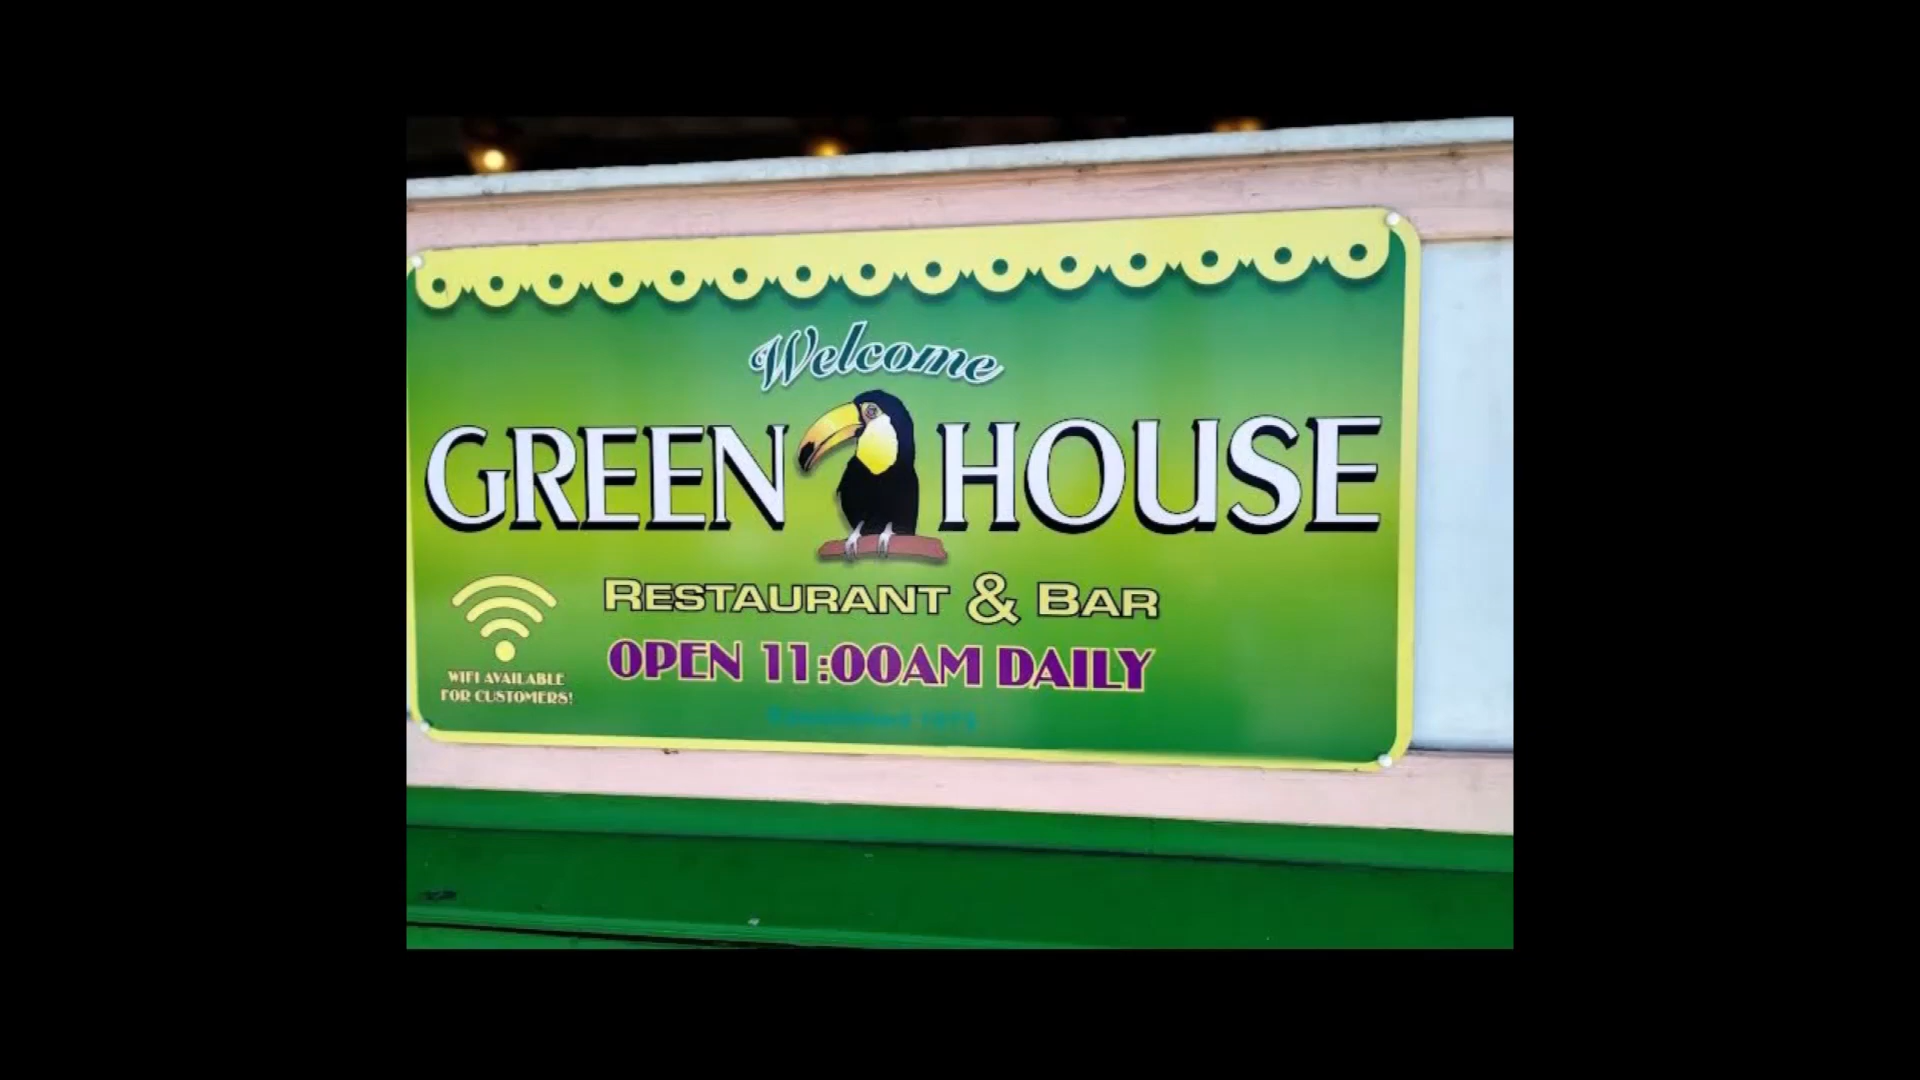 Welcome
GREEN HOUSE
RESTAURANT & BAR
OPEN 11:00AM DAILY
WIFI AVAILABLE
FOR CUSTOMERS!